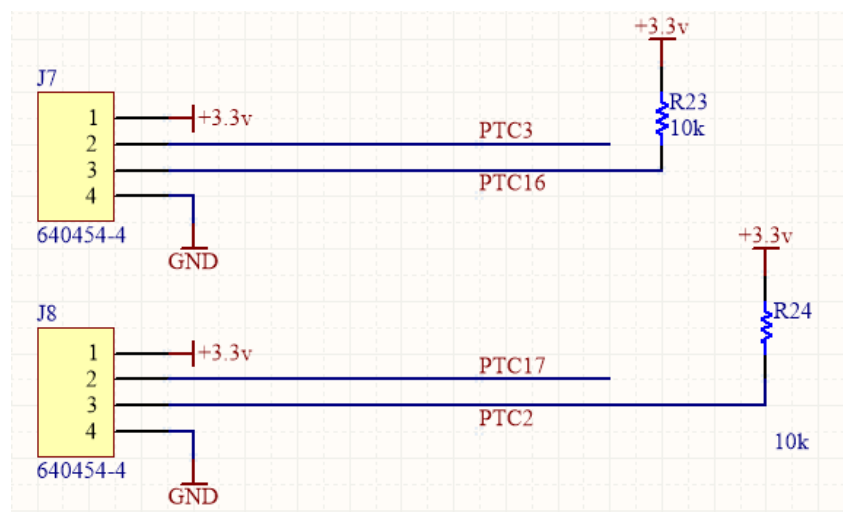 +3.3v
J7
R23
10k
1
+3.3v
2
PTC3
3
PTC16
4
640454-4
GND
+3.3v
J8
R24
1
+3.3v
2
PTC17
3
PTC2
4
10k
640454-4
GND